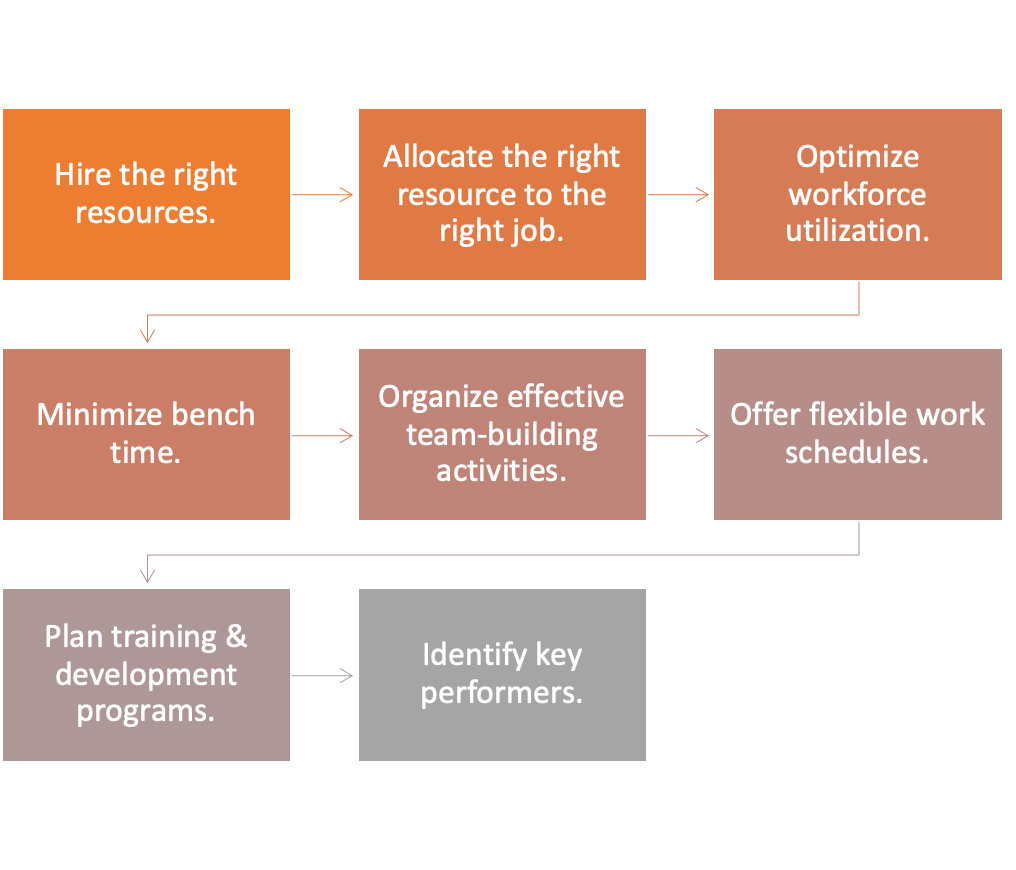 Hire the right
resources.
Allocate the right
resource to the
right job.
Optimize
workforce
utilization.
Minimize bench
time.
Organize effective
team-building
activities.
Offer flexible work
schedules.
Plan training &
development
programs.
Identify key
performers.